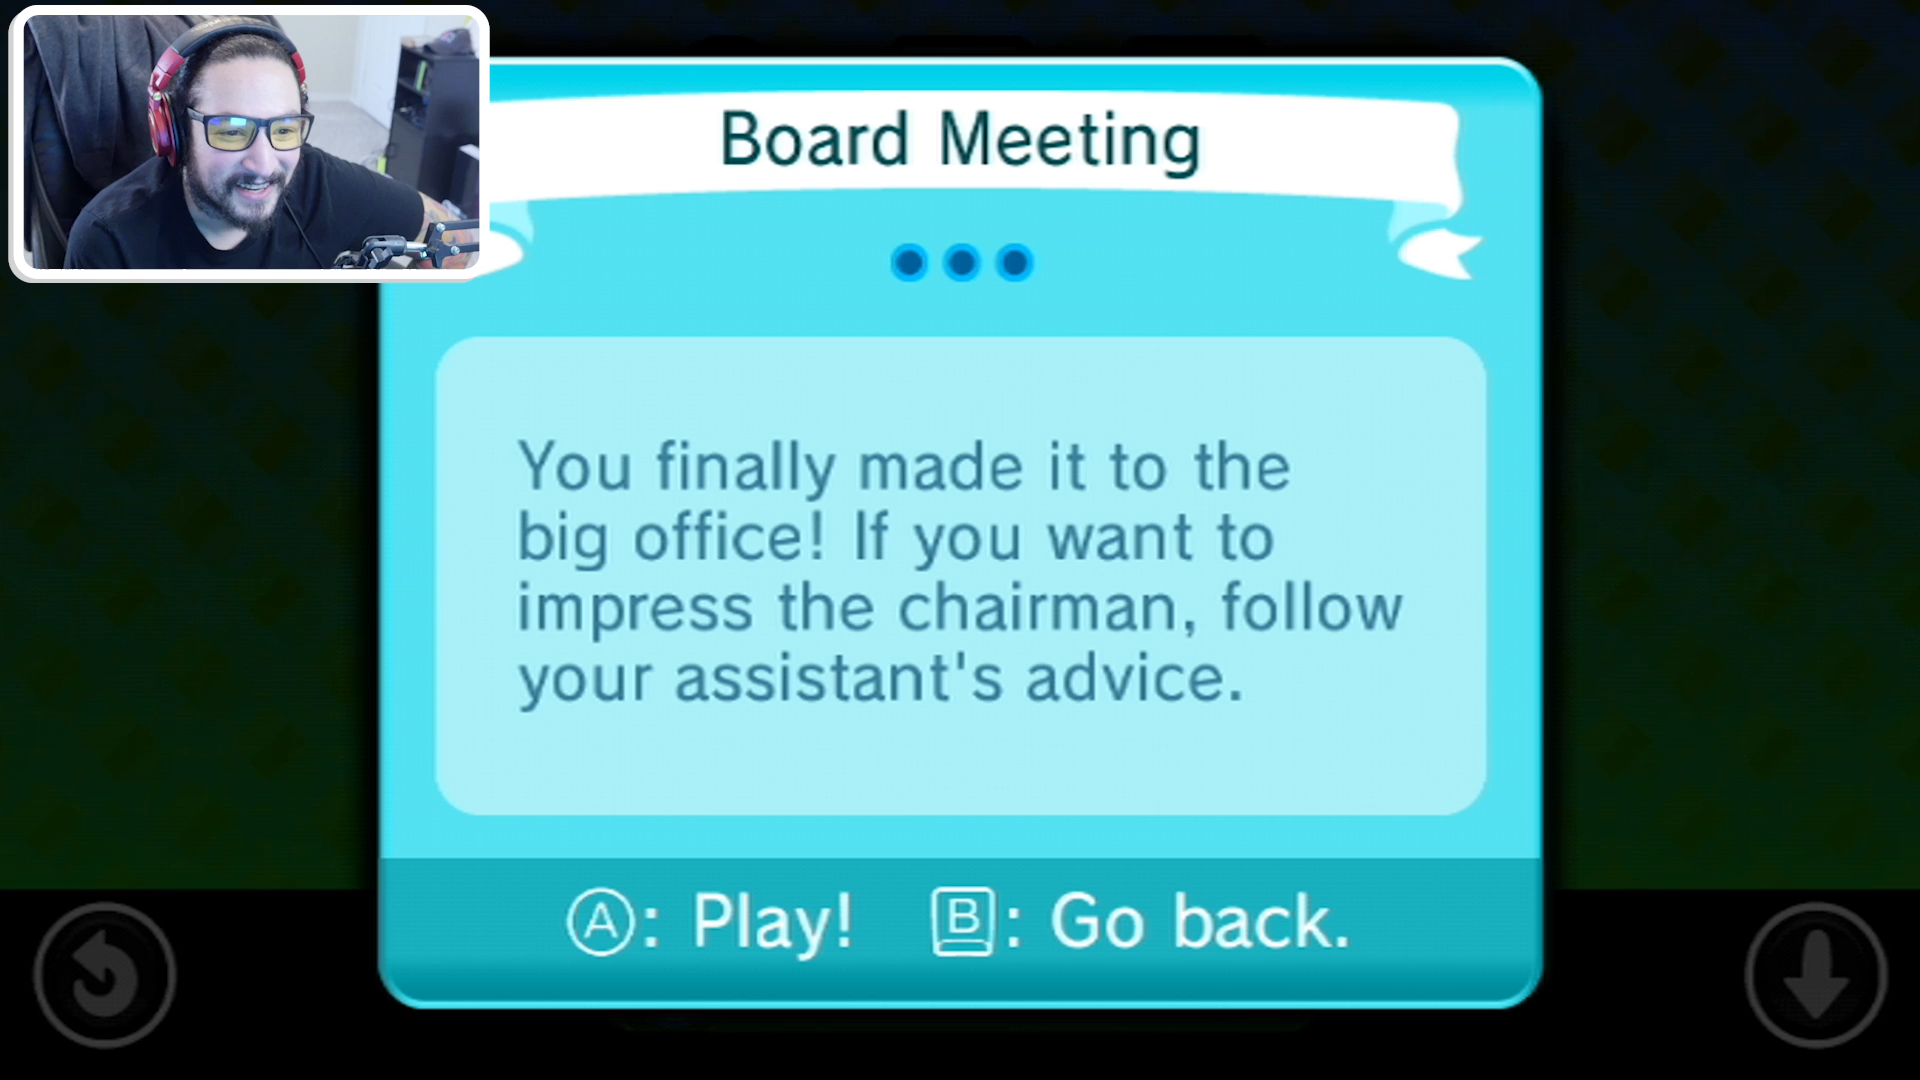 Board Meeting
You finally made it to the
big office! If you want to
impress the chairman, follow
your assistant's advice.
A: Play! B: Go back.